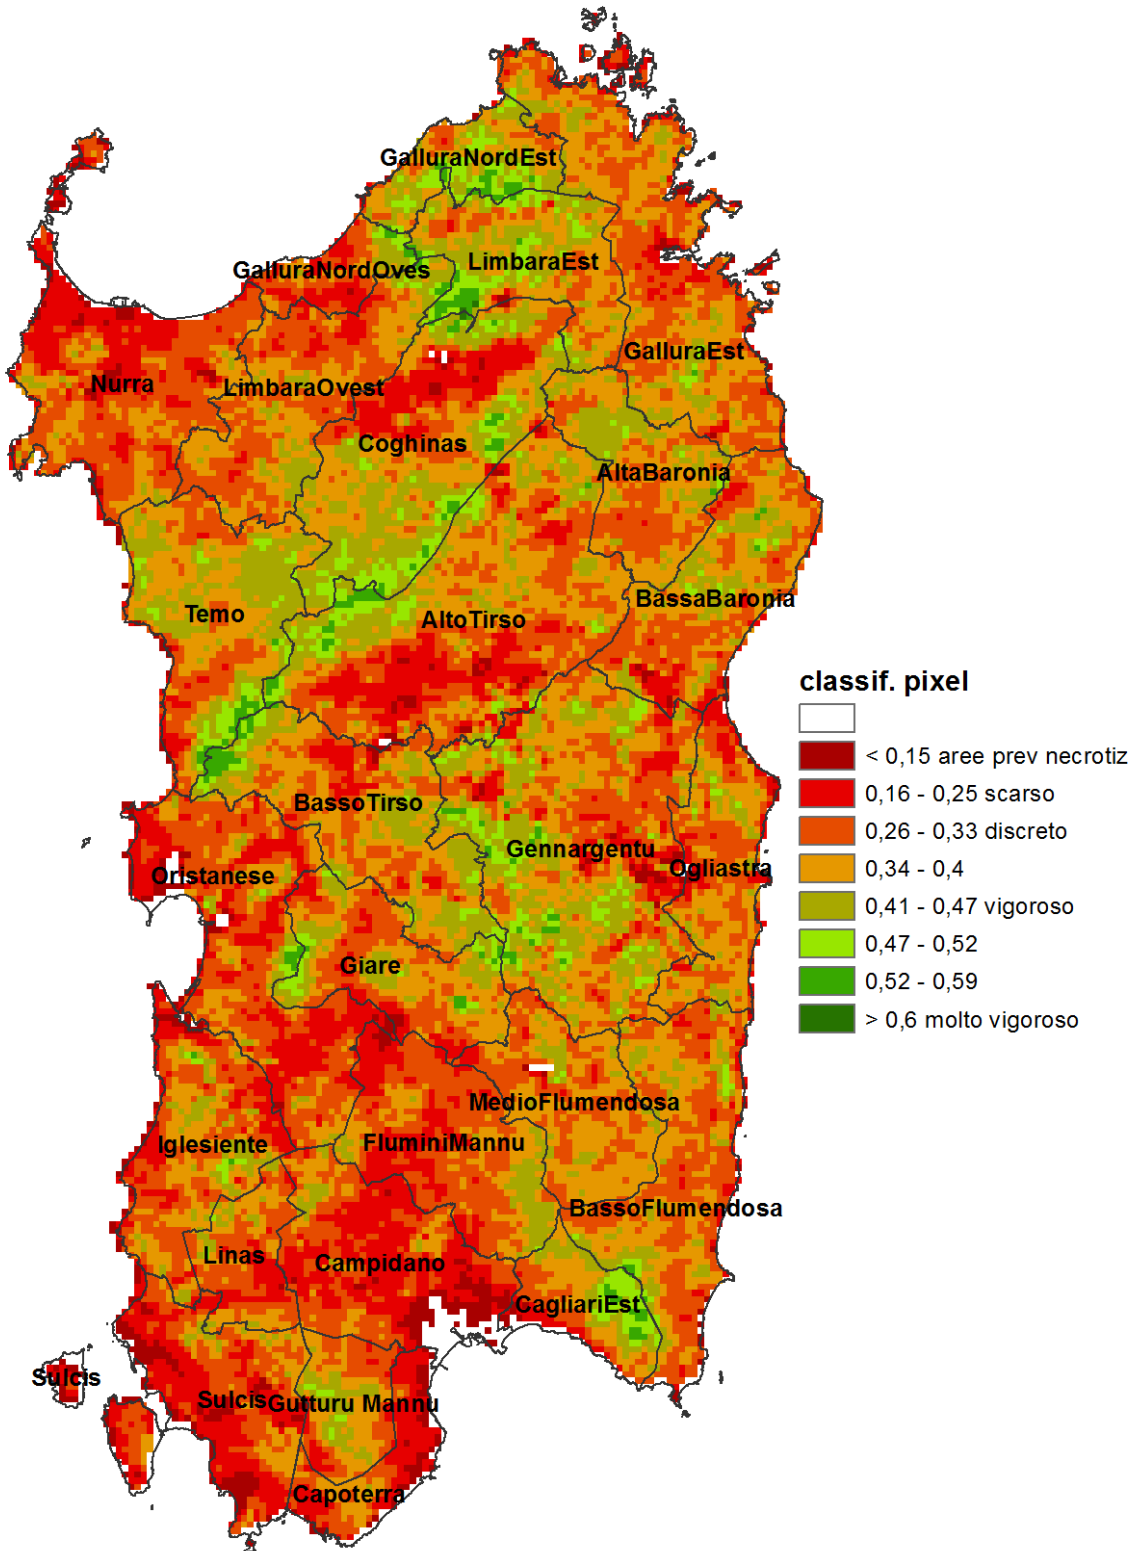 GalluraNordEst
LimbaraEst
GalluraNordOves
GalluraEst
Nurra
LimbaraOvest
Coghinas
AltaBaronia
BassaBaronia
Temo
AltoTirso
classif. pixel
< 0,15 aree prev necrotiz
0,16 - 0,25 scarso
0,26 - 0,33 discreto
0,34 - 0,4
0,41 - 0,47 vigoroso
0,47 - 0,52
0,52 - 0,59
> 0,6 molto vigoroso
BassoTirso
Gennargentu
Ogliastra
Oristanese
Giare
MedioFlumendosa
Iglesiente
FluminiMannu
BassoFlumendosa
Linas
Campidano
CagliariEst
Sulcis
Sulcis
Gutturu Mannu
Capoterra